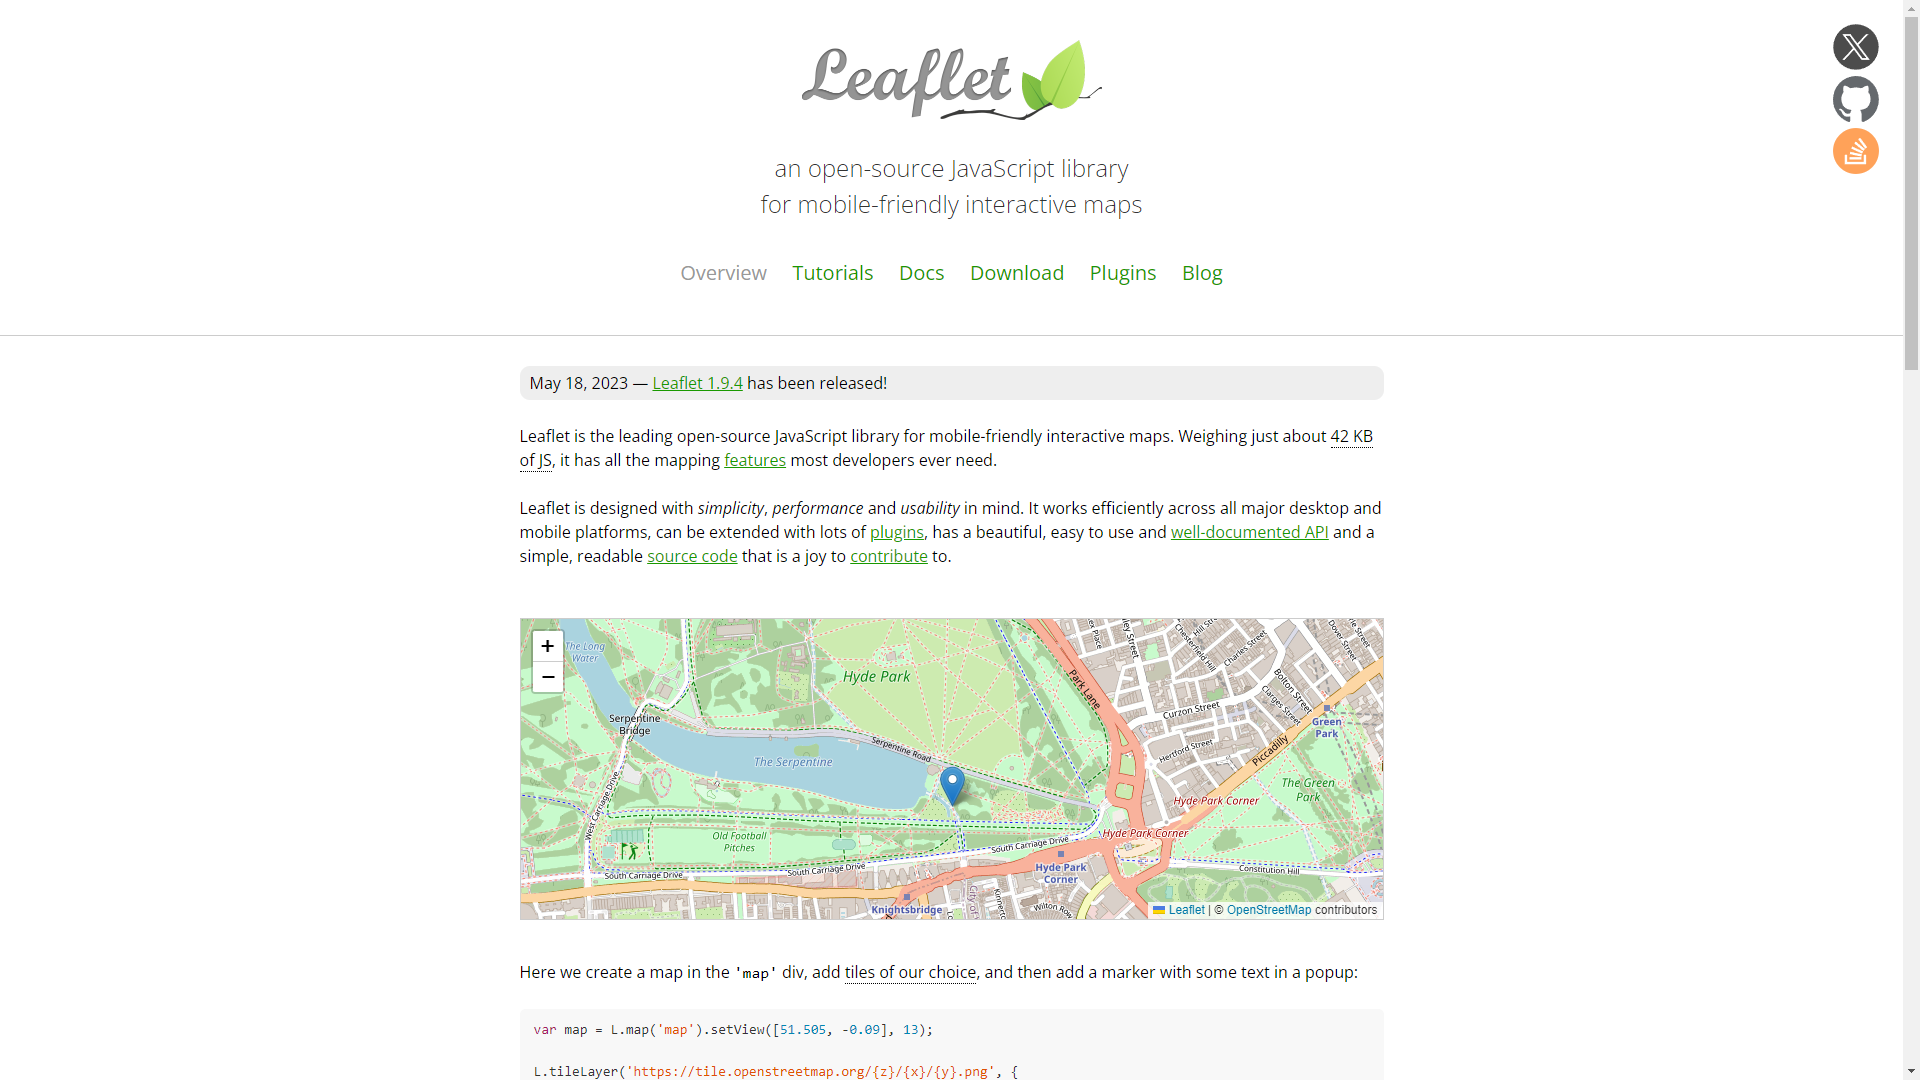 Leaflet
an open-source JavaScript library
for mobile-friendly interactive maps
Overview Tutorials Docs Download Plugins Blog
May 18, 2023 — Leaflet 1.9.4 has been released!
Leaflet is the leading open-source JavaScript library for mobile-friendly interactive maps. Weighing just about 42 KB
of JS, it has all the mapping features most developers ever need.
Leaflet is designed with simplicity, performance and usability in mind. It works efficiently across all major desktop and
mobile platforms, can be extended with lots of plugins, has a beautiful, easy to use and well-documented API and a
simple, readable source code that is a joy to contribute to.
+
−
The Long
Water
Hyde Park
Park Lane
Curzon Street
Chesterfield Hill
Charles Street
Bolton Street
Clarges Street
Dover Street
Hertford Street
Piccadilly
Green
Park
The Green
Park
Serpentine
Bridge
Serpentine Road
The Serpentine
West Carriage Drive
Old Football
Pitches
Hyde Park Corner
Hyde Park Corner
South Carriage Drive
South Carriage Drive
South Carriage Drive
Hyde Park
Corner
Constitution Hill
Knightsbridge
City of
Wilton Row
Leaflet | © OpenStreetMap contributors
Here we create a map in the 'map' div, add tiles of our choice, and then add a marker with some text in a popup:
var map = L.map('map').setView([51.505, -0.09], 13);
L.tileLayer('https://tile.openstreetmap.org/{z}/{x}/{y}.png', {